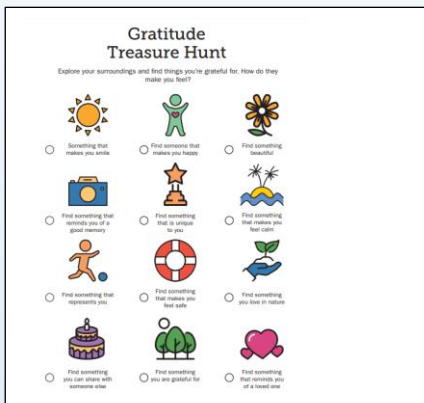 Gratitude
Treasure Hunt
Explore your surroundings and find things you're grateful for. How do they
make you feel?
Something that
makes you smile
Find someone that
makes you happy
Find something
beautiful
Find something that
reminds you of a
good memory
Find something
that is unique
to you
Find something
that makes you
feel calm
Find something that
represents you
Find something
that makes you
feel safe
Find something
you love in nature
Find something
you can share with
someone else
Find something
you are grateful for
Find something
that reminds you
of a loved one